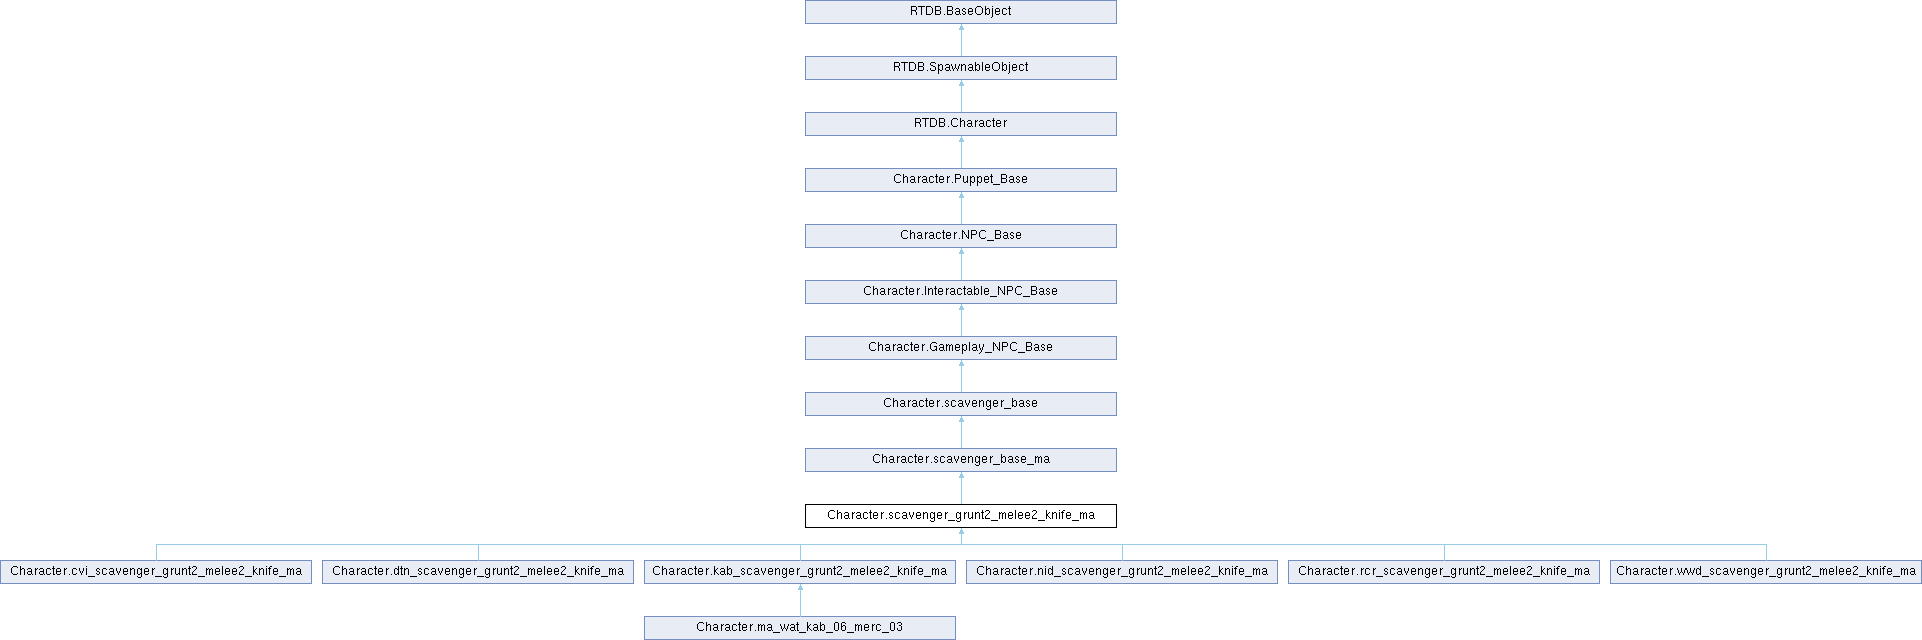 RTDB.BaseObject
RTDB.SpawnableObject
RTDB.Character
Character.Puppet_Base
Character.NPC_Base
Character.Interactable_NPC_Base
Character.Gameplay_NPC_Base
Character.scavenger_base
Character.scavenger_base_ma
Character.scavenger_grunt2_melee2_knife_ma
Character.cvi_scavenger_grunt2_melee2_knife_ma
Character.dtn_scavenger_grunt2_melee2_knife_ma
Character.kab_scavenger_grunt2_melee2_knife_ma
Character.nid_scavenger_grunt2_melee2_knife_ma
Character.rcr_scavenger_grunt2_melee2_knife_ma
Character.wwd_scavenger_grunt2_melee2_knife_ma
Character.ma_wat_kab_06_merc_03